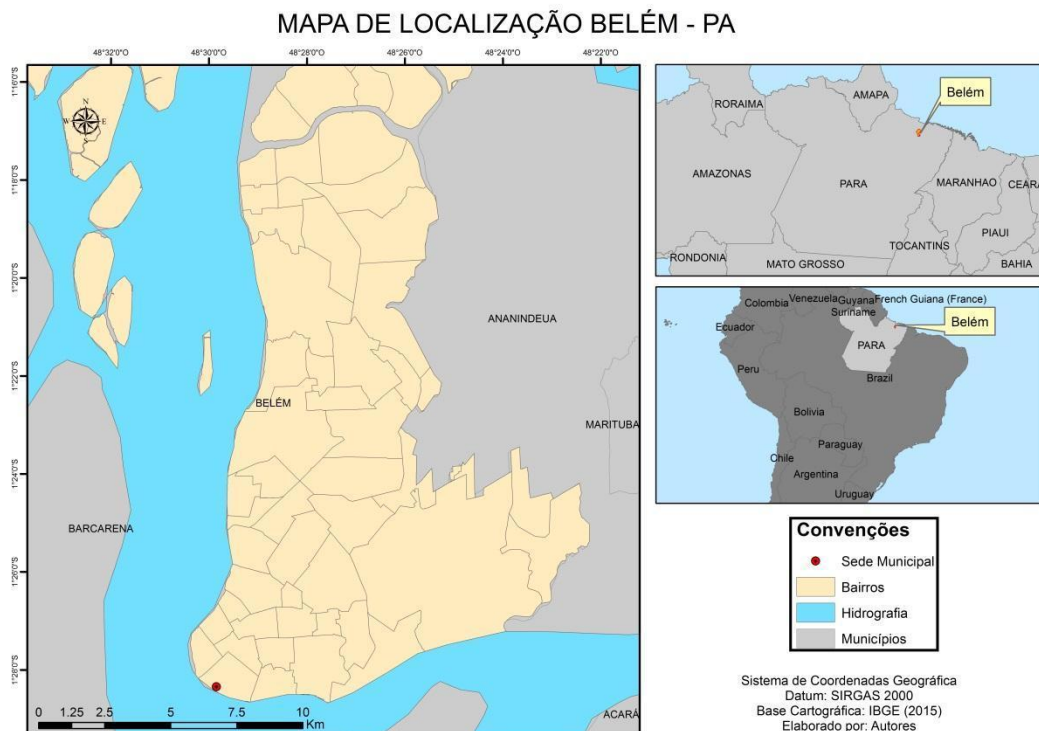 MAPA DE LOCALIZAÇÃO BELÉM - PA
48°32'0"O 48°30'0"O 48°28'0"O 48°26'0"O 48°24'0"O 48°22'0"O
1°16'0"S
1°18'0"S
1°20'0"S
1°22'0"S
1°24'0"S
1°26'0"S
1°28'0"S
N
W E
S
ANANINDEUA
BELÉM
MARITUBA
BARCARENA
ACARÁ
0 1.25 2.5 5 7.5 10
Km
RORAIMA
AMAPA
Belém
AMAZONAS
PARA
MARANHAO
CEARA
PIAUI
TOCANTINS
RONDONIA
MATO GROSSO
BAHIA
Venezuela
Guyana
French Guiana (France)
Colombia
Suriname
Belém
Ecuador
PARA
Peru
Brazil
Bolivia
Paraguay
Chile
Argentina
Uruguay
Convenções
Sede Municipal
Bairros
Hidrografia
Municípios
Sistema de Coordenadas Geográfica
Datum: SIRGAS 2000
Base Cartográfica: IBGE (2015)
Elaborado por: Autores